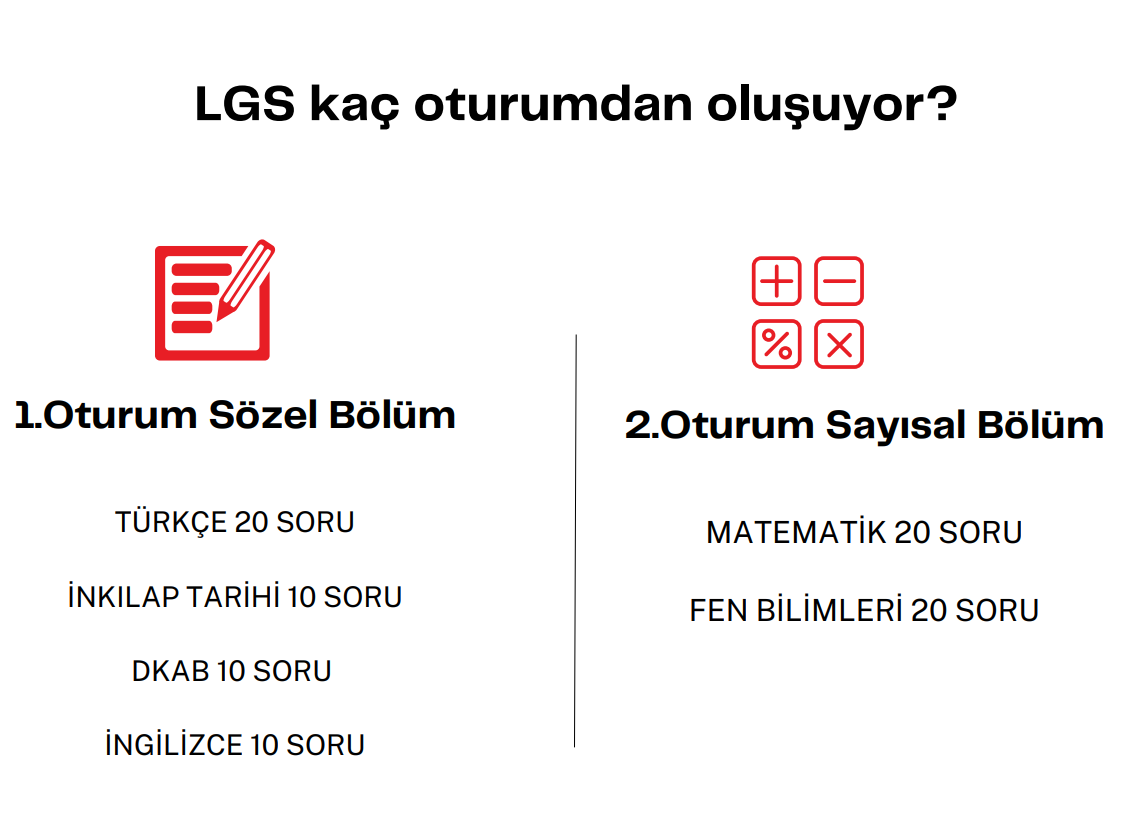 LGS kaç oturumdan oluşuyor?
1.Oturum Sözel Bölüm
TÜRKÇE 20 SORU
İNKILAP TARİHİ 10 SORU
DKAB 10 SORU
İNGİLİZCE 10 SORU
2.Oturum Sayısal Bölüm
MATEMATİK 20 SORU
FEN BİLİMLERİ 20 SORU